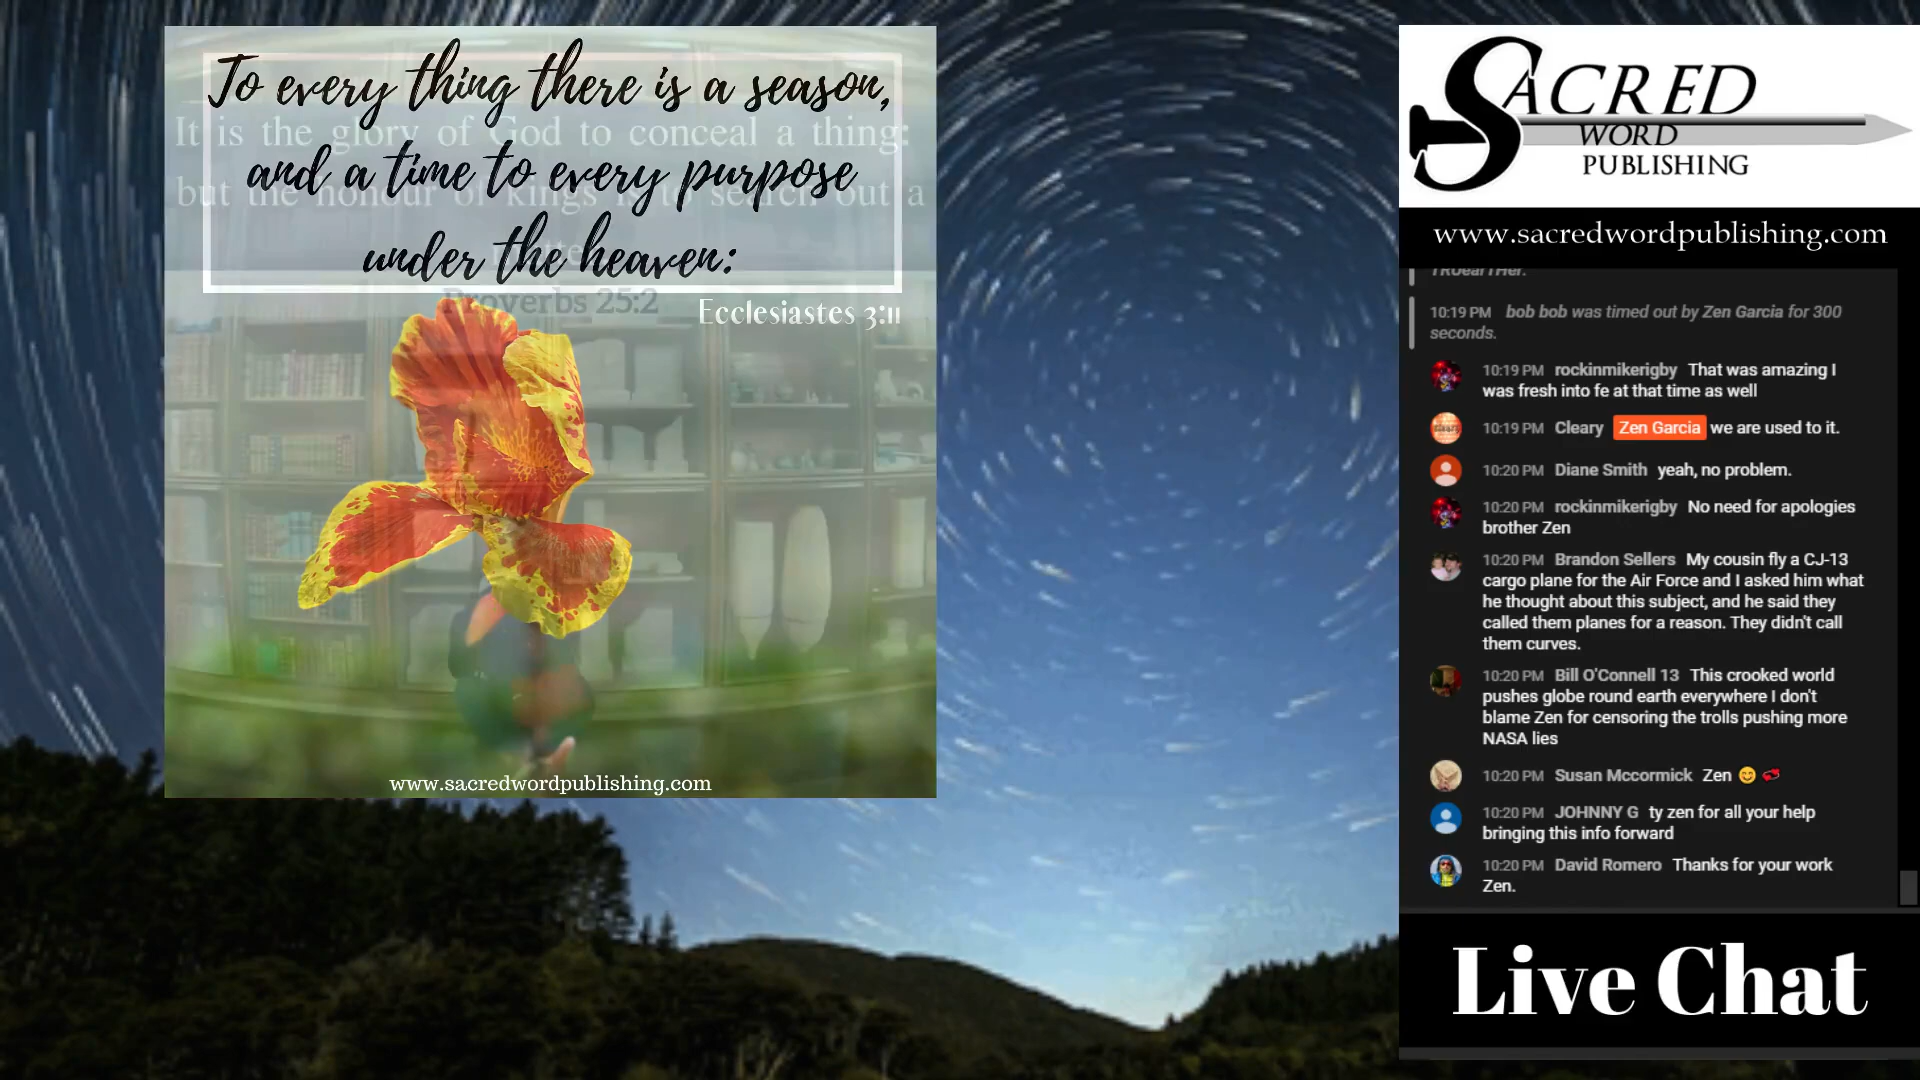 To every thing there is a season,
It is the glory of God to conceal a thing:
and a time to every purpose
but the honour of kings is to search out a
under the heaven:
Proverbs 25:2
Ecclesiastes 3:11
www.sacredwordpublishing.com
SACRED
WORD
PUBLISHING
www.sacredwordpublishing.com
TRUearTHer.
10:19 PM bob bob was timed out by Zen Garcia for 300
seconds.
10:19 PM rockinmikerigby That was amazing I
was fresh into fe at that time as well
10:19 PM Cleary Zen Garcia we are used to it.
10:20 PM Diane Smith yeah, no problem.
10:20 PM rockinmikerigby No need for apologies
brother Zen
10:20 PM Brandon Sellers My cousin fly a CJ-13
cargo plane for the Air Force and I asked him what
he thought about this subject, and he said they
called them planes for a reason. They didn't call
them curves.
10:20 PM Bill O'Connell 13 This crooked world
pushes globe round earth everywhere I don't
blame Zen for censoring the trolls pushing more
NASA lies
10:20 PM Susan Mccormick Zen 😊 💞
10:20 PM JOHNNY G ty zen for all your help
bringing this info forward
10:20 PM David Romero Thanks for your work
Zen.
Live Chat